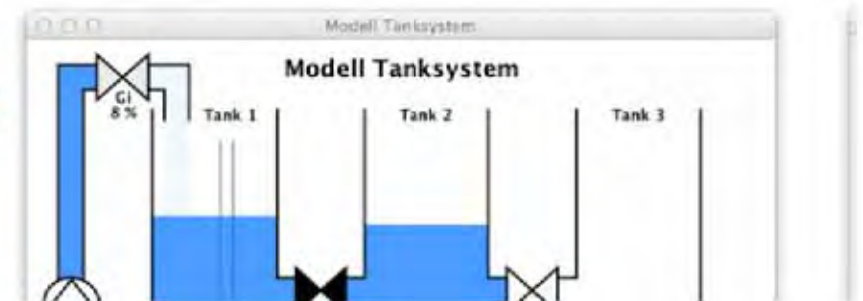 Modell Tanksystem
Modell Tanksystem
GI
8 %
Tank 1
Tank 2
Tank 3